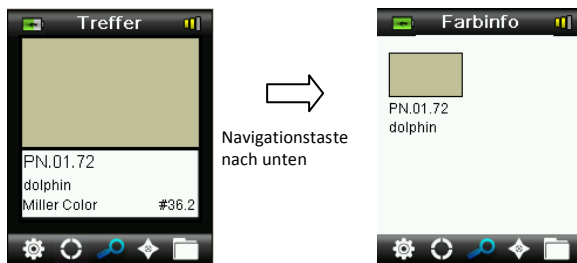 Treffer
PN.01.72
dolphin
Miller Color #36.2
Navigationstaste
nach unten
Farbinfo
PN.01.72
dolphin